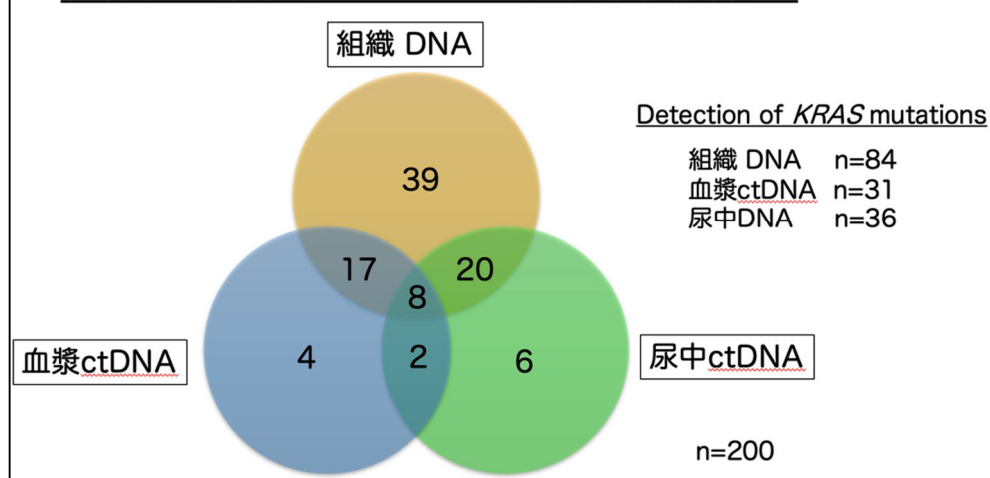 組織 DNA
39
17
20
8
4
2
6
血漿ctDNA
尿中ctDNA
Detection of KRAS mutations
組織 DNA n=84
血漿ctDNA n=31
尿中DNA n=36
n=200